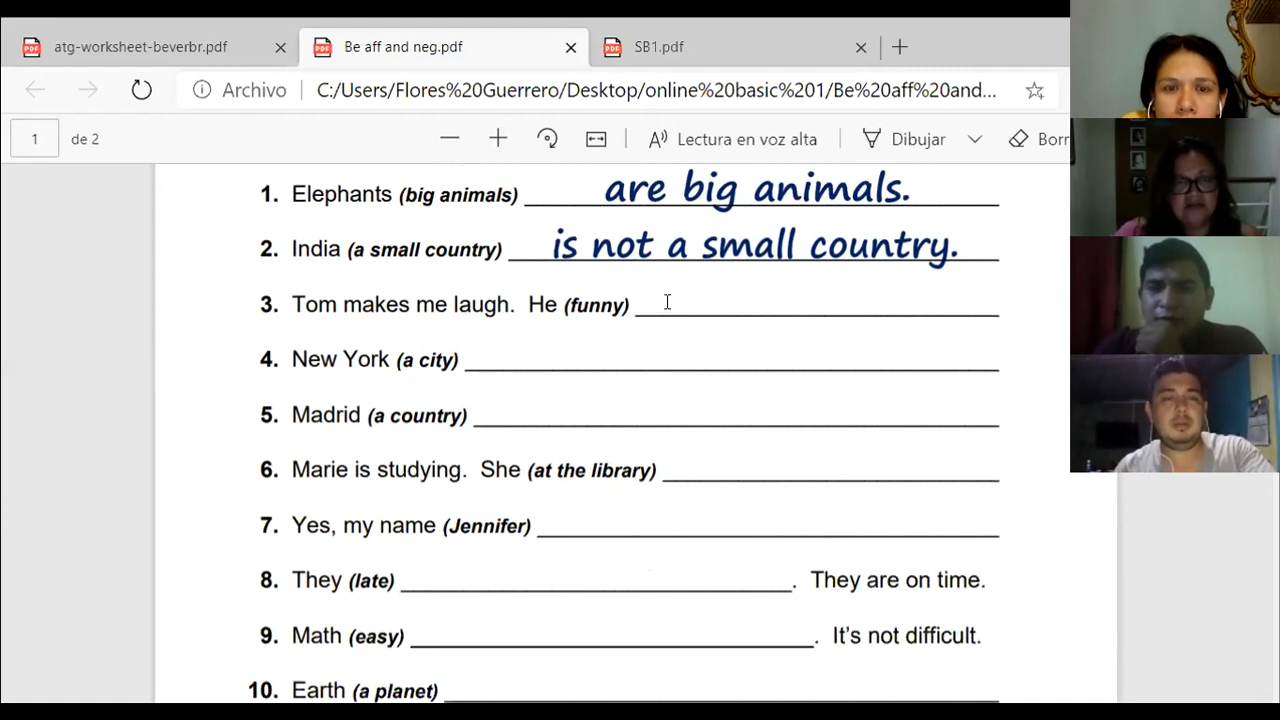 atg-worksheet-beverbr.pdf
Be aff and neg.pdf
SB1.pdf
Archivo
C:/Users/Flores%20Guerrero/Desktop/online%20basic%201/Be%20aff%20and...
1 de 2
Lectura en voz alta
Dibujar
Borr
1. Elephants (big animals) are big animals.
2. India (a small country) is not a small country.
3. Tom makes me laugh. He (funny)
4. New York (a city)
5. Madrid (a country)
6. Marie is studying. She (at the library)
7. Yes, my name (Jennifer)
8. They (late) . They are on time.
9. Math (easy) . It's not difficult.
10. Earth (a planet)